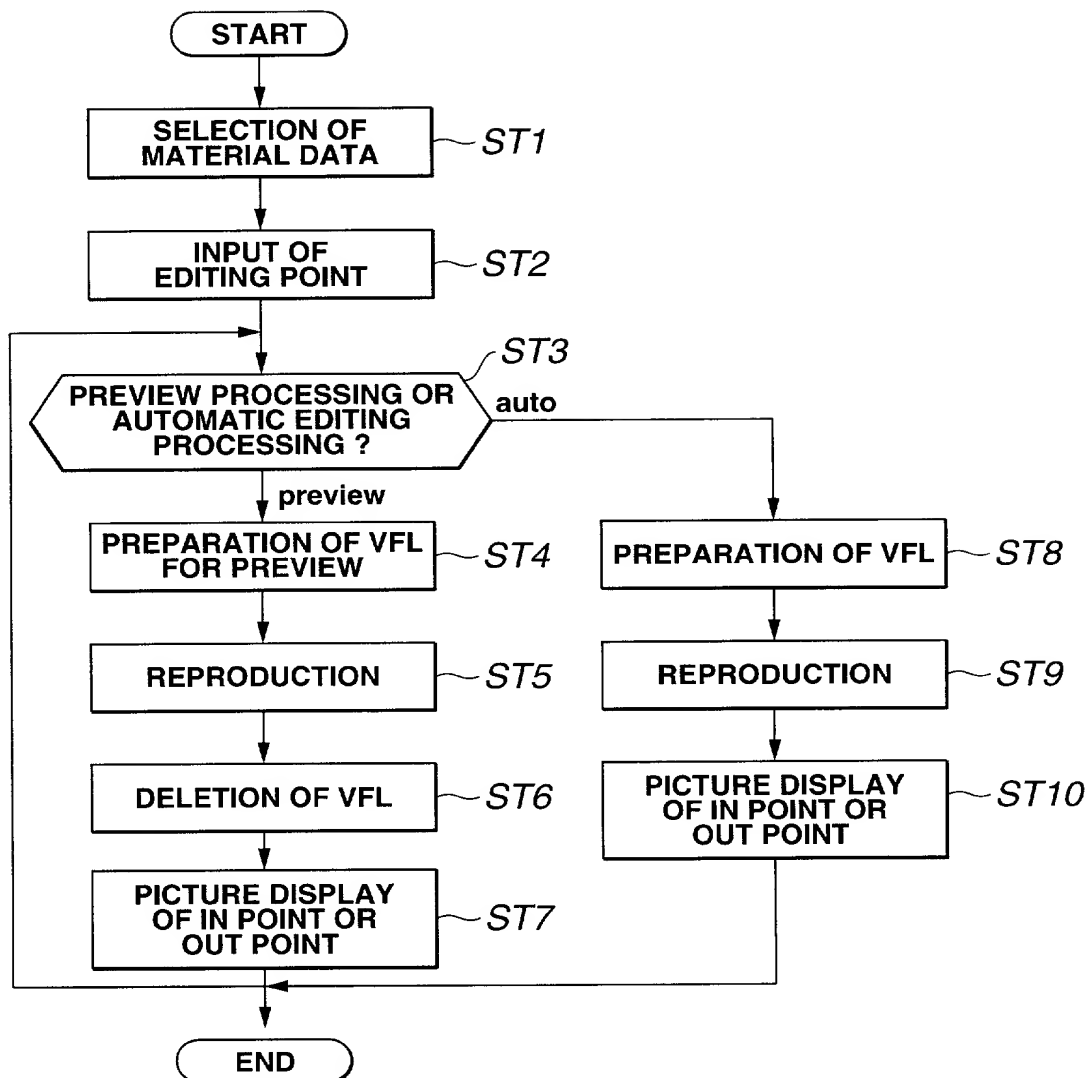 START
SELECTION OF
MATERIAL DATA
ST1
INPUT OF
EDITING POINT
ST2
ST3
PREVIEW PROCESSING OR
AUTOMATIC EDITING
PROCESSING ?
auto
preview
PREPARATION OF VFL
FOR PREVIEW
ST4
PREPARATION OF VFL
ST8
REPRODUCTION
ST5
REPRODUCTION
ST9
DELETION OF VFL
ST6
PICTURE DISPLAY
OF IN POINT OR
OUT POINT
ST10
PICTURE DISPLAY
OF IN POINT OR
OUT POINT
ST7
END